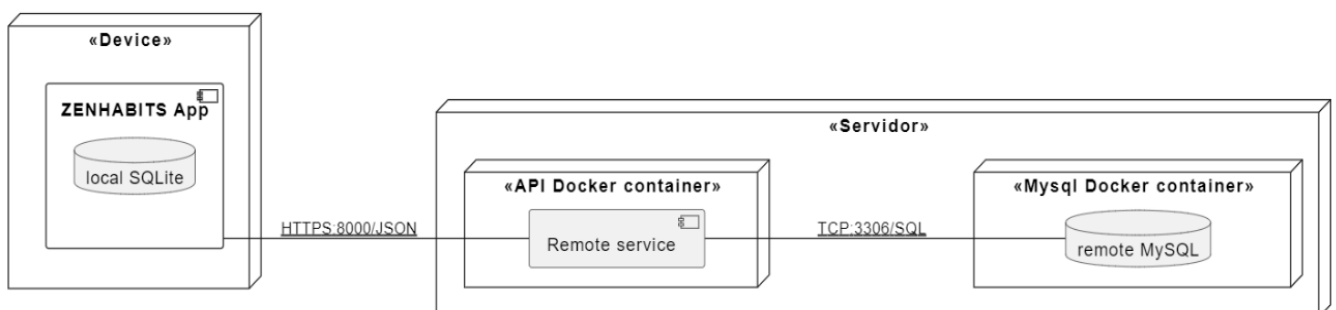 «Device»
ZENHABITS App
local SQLite
HTTPS:8000/JSON
«Servidor»
«API Docker container»
Remote service
TCP:3306/SQL
«Mysql Docker container»
remote MySQL